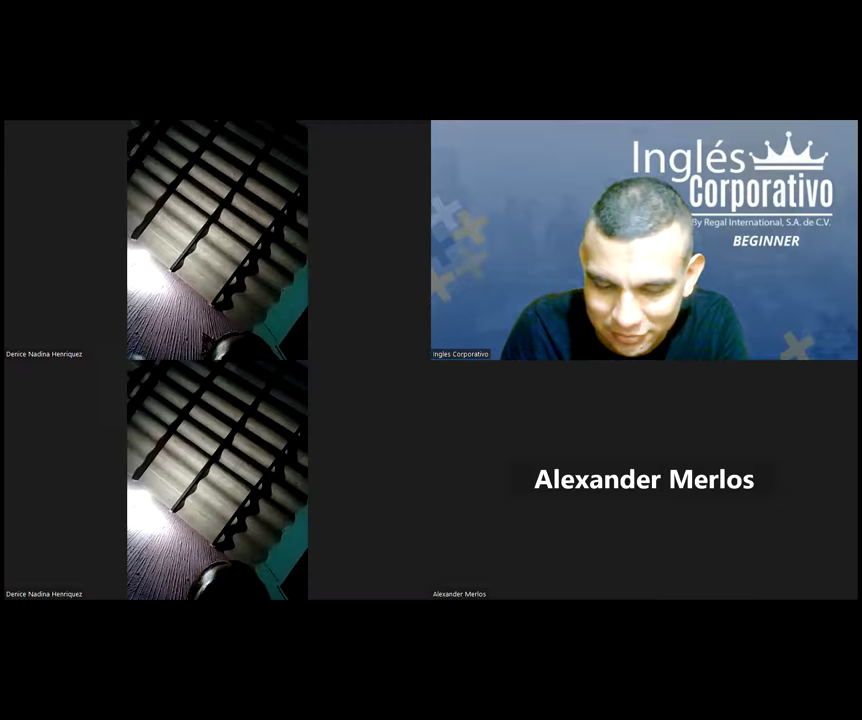 Inglés
Corporativo
By Regal International, S.A. de C.V.
BEGINNER
Denice Nadina Henriquez
Ingles Corporativo
Alexander Merlos
Denice Nadina Henriquez
Alexander Merlos